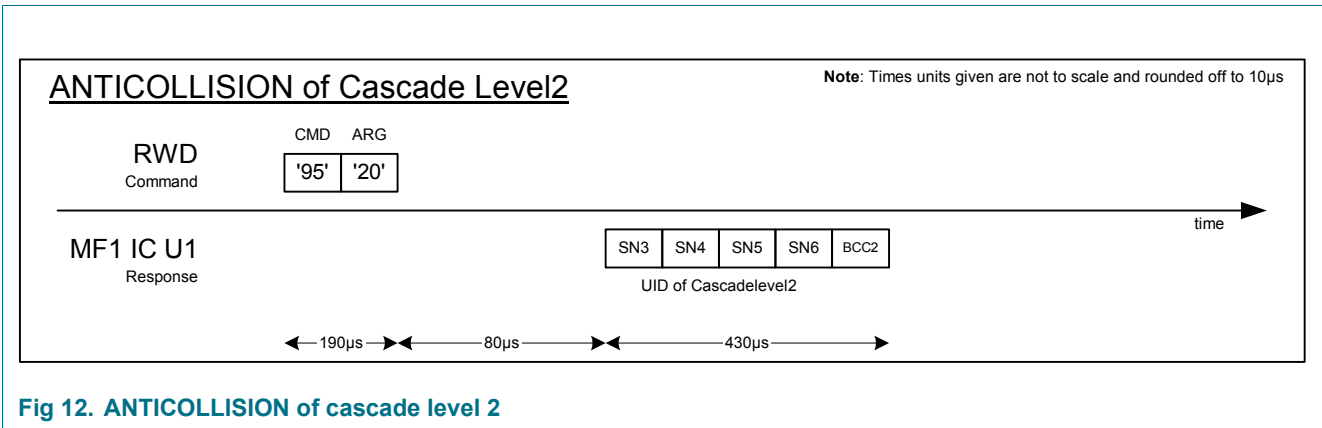 ANTICOLLISION of Cascade Level2
Note: Times units given are not to scale and rounded off to 10µs
CMD ARG
RWD
Command
'95' '20'
time
MF1 IC U1
Response
SN3 SN4 SN5 SN6 BCC2
UID of Cascadelevel2
190µs 80µs 430µs
Fig 12. ANTICOLLISION of cascade level 2